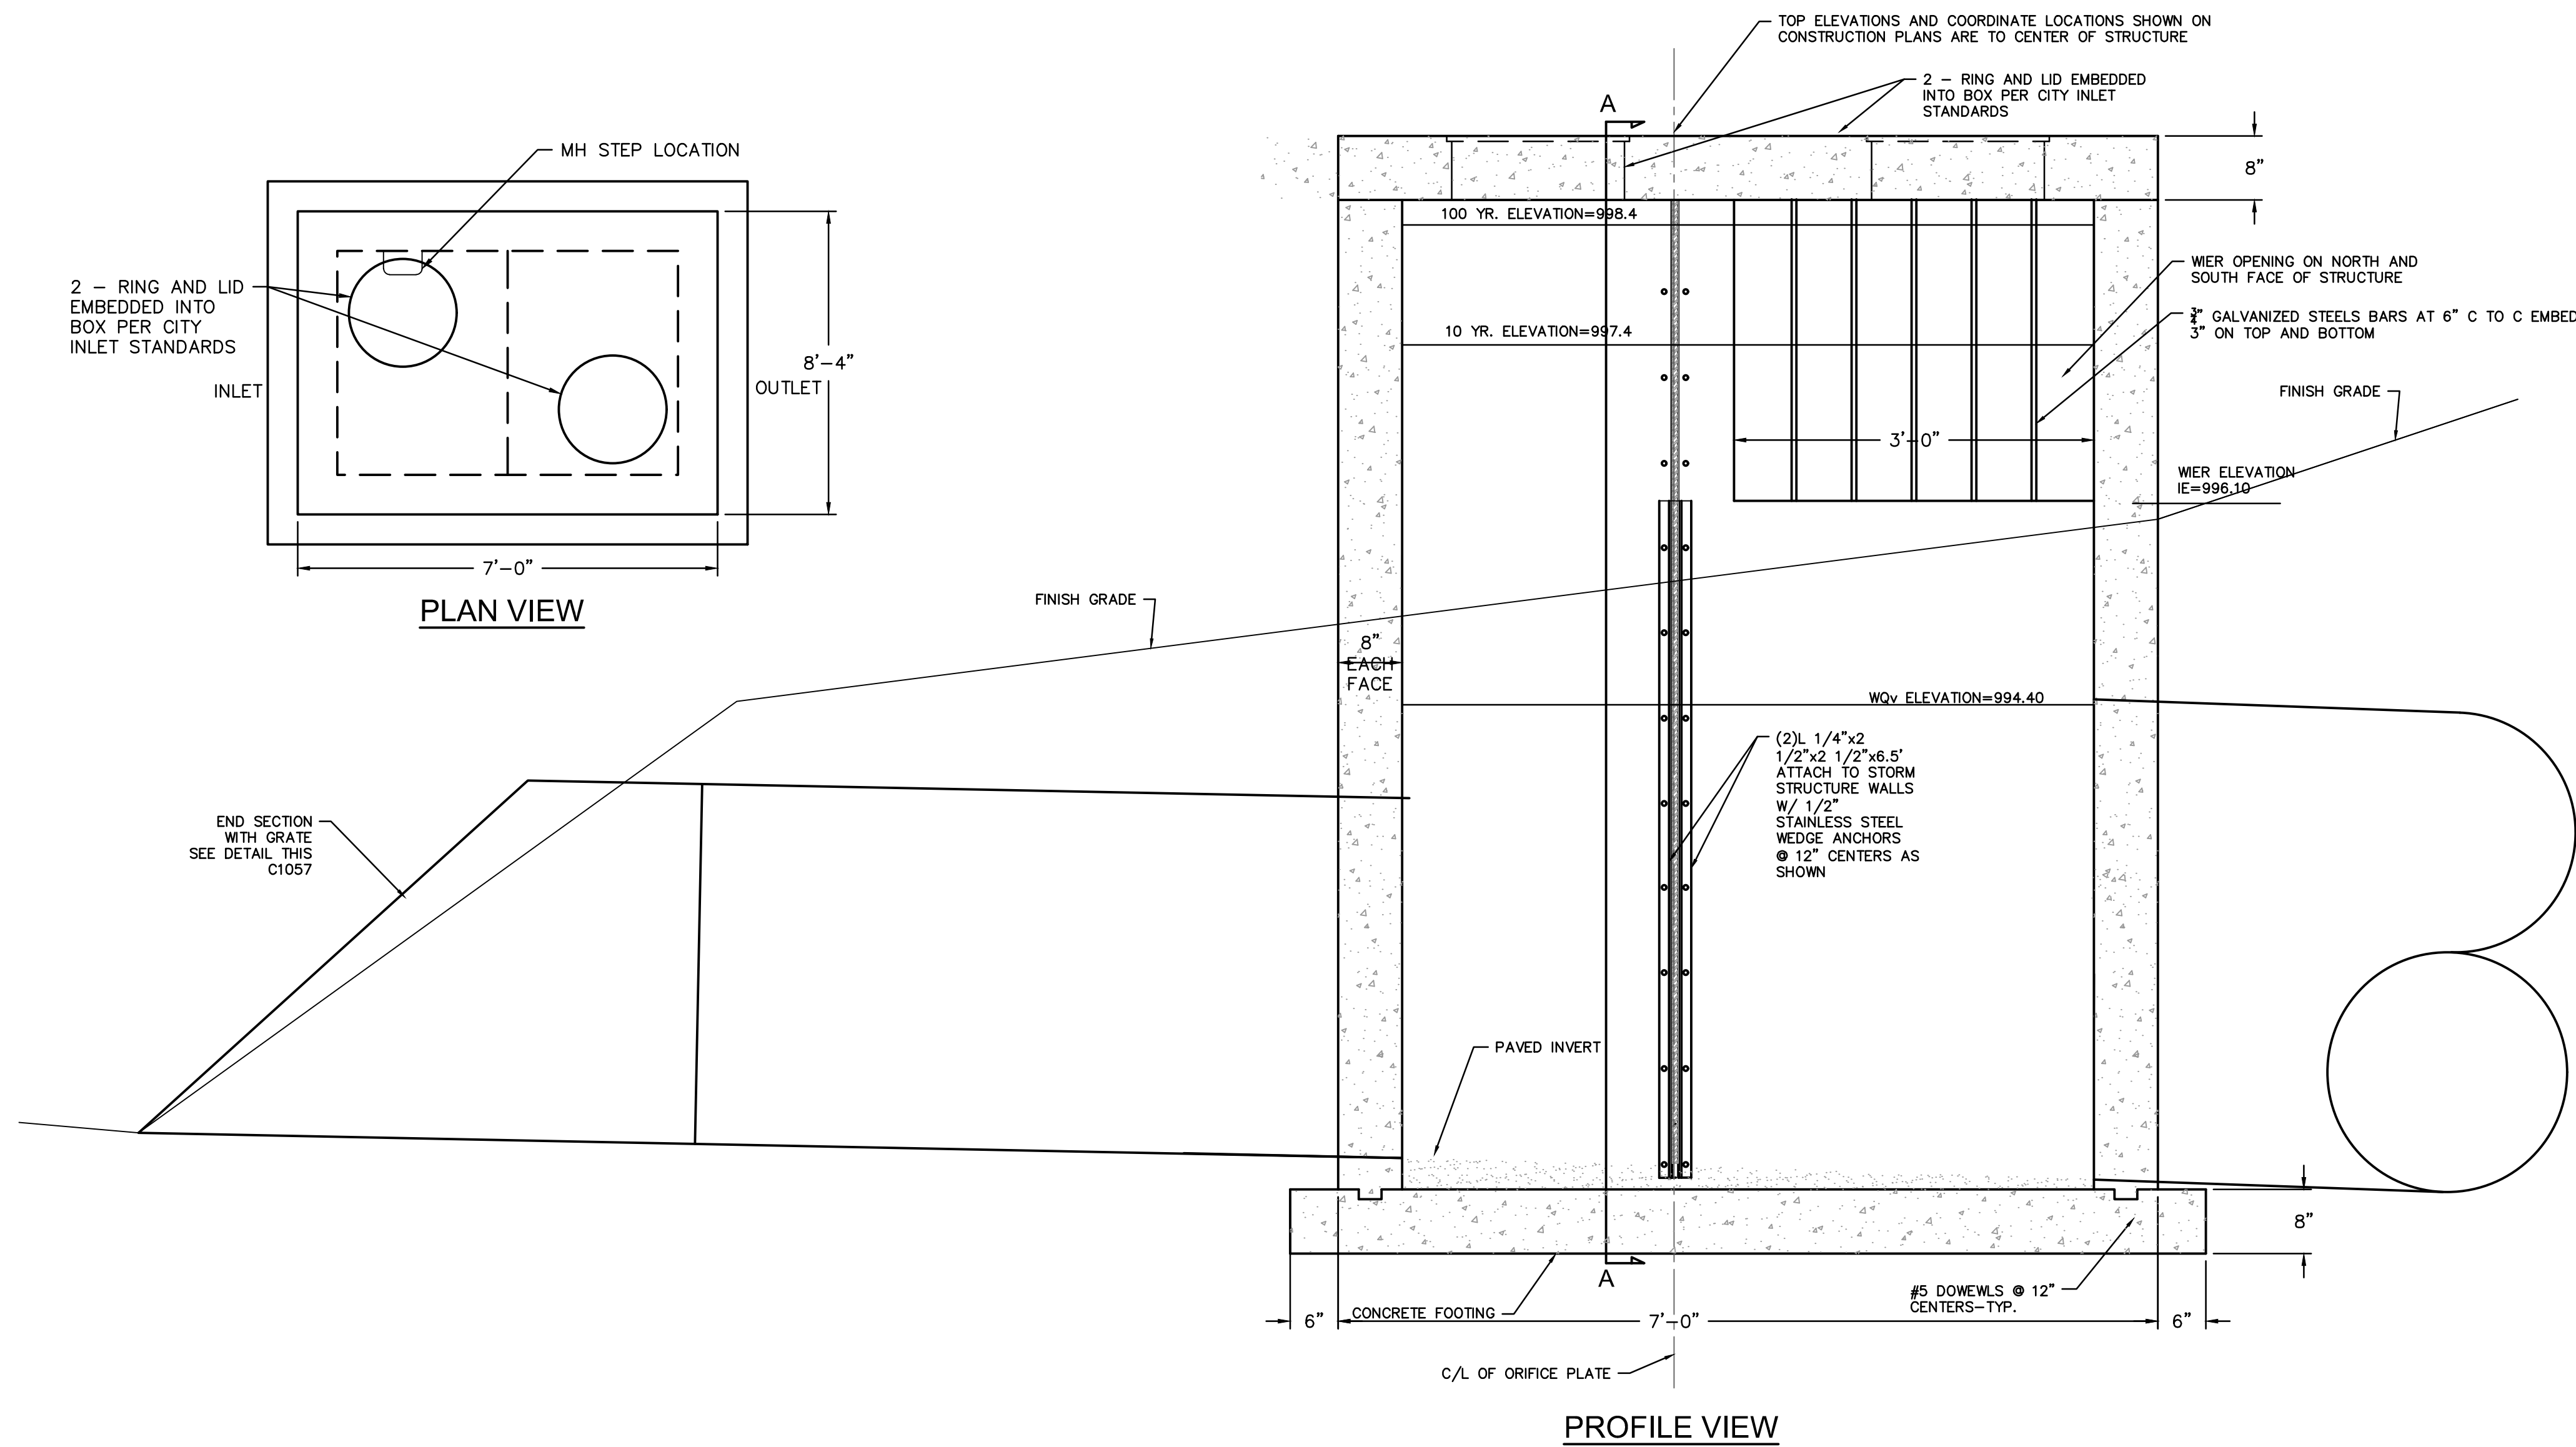 MH STEP LOCATION
2 – RING AND LID
EMBEDDED INTO
BOX PER CITY
INLET STANDARDS
INLET
OUTLET
8'–4"
7'–0"
PLAN VIEW
TOP ELEVATIONS AND COORDINATE LOCATIONS SHOWN ON
CONSTRUCTION PLANS ARE TO CENTER OF STRUCTURE
2 – RING AND LID EMBEDDED
INTO BOX PER CITY INLET
STANDARDS
A
8"
100 YR. ELEVATION=998.4
WIER OPENING ON NORTH AND
SOUTH FACE OF STRUCTURE
3/4" GALVANIZED STEELS BARS AT 6" C TO C EMBED
3" ON TOP AND BOTTOM
10 YR. ELEVATION=997.4
FINISH GRADE
3'–0"
WIER ELEVATION
IE=996.10
FINISH GRADE
8"
EACH
FACE
WQv ELEVATION=994.40
(2)L 1/4"x2
1/2"x2 1/2"x6.5'
ATTACH TO STORM
STRUCTURE WALLS
W/ 1/2"
STAINLESS STEEL
WEDGE ANCHORS
@ 12" CENTERS AS
SHOWN
END SECTION
WITH GRATE
SEE DETAIL THIS
C1057
PAVED INVERT
8"
A
#5 DOWEWLS @ 12"
CENTERS–TYP.
CONCRETE FOOTING
6"
7'–0"
6"
C/L OF ORIFICE PLATE
PROFILE VIEW